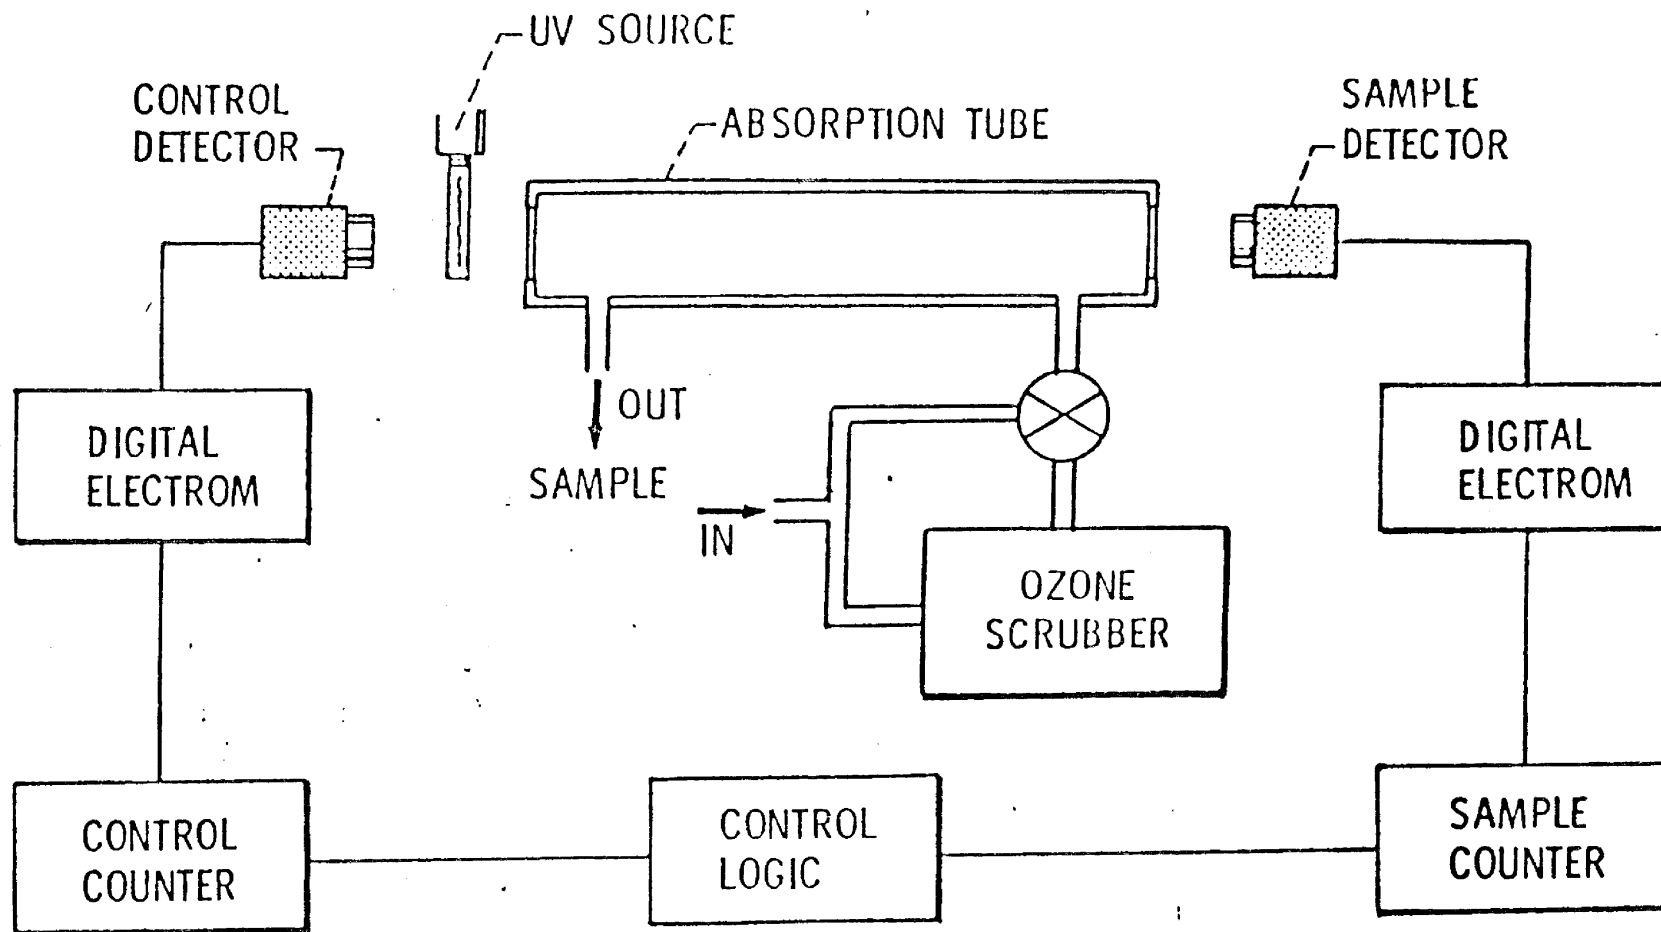 UV SOURCE
CONTROL
DETECTOR
ABSORPTION TUBE
SAMPLE
DETECTOR
OUT
SAMPLE
IN
DIGITAL
ELECTROM
DIGITAL
ELECTROM
OZONE
SCRUBBER
CONTROL
COUNTER
CONTROL
LOGIC
SAMPLE
COUNTER